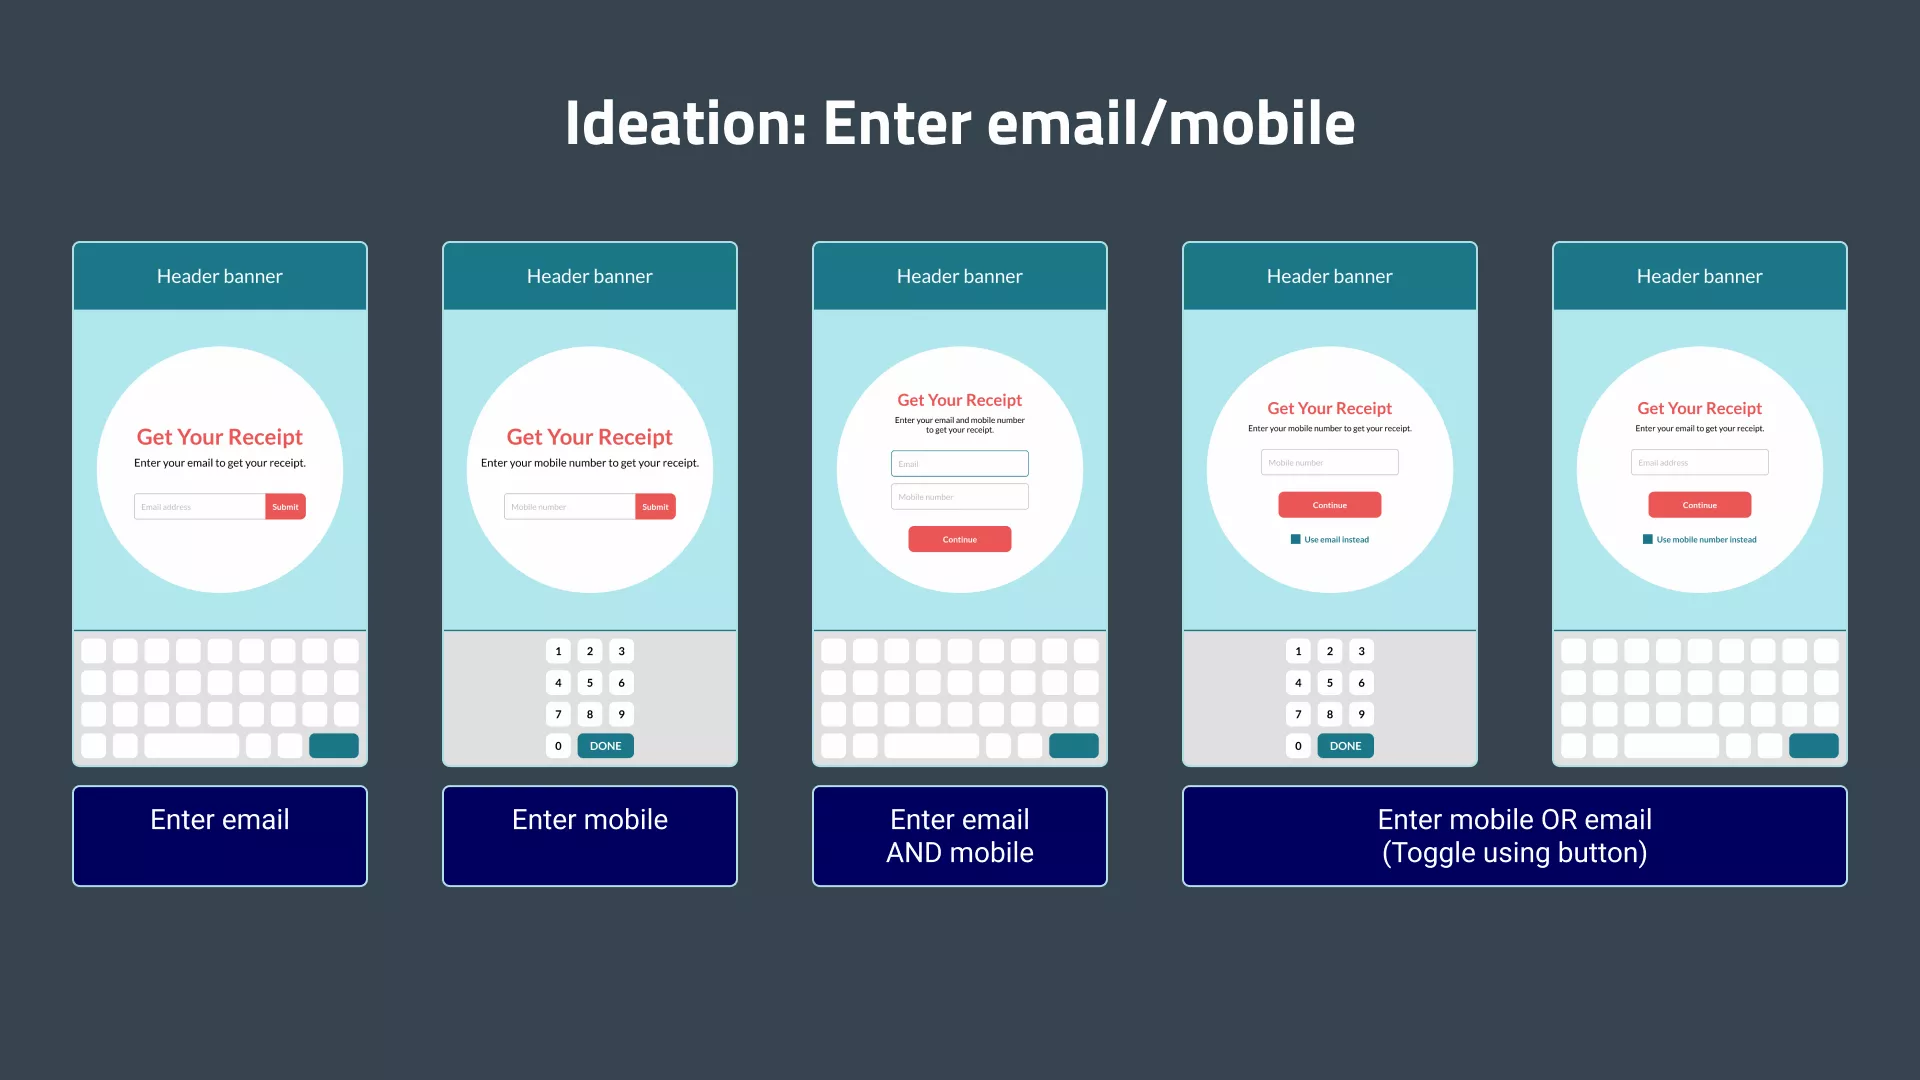 Ideation: Enter email/mobile
Header banner
Get Your Receipt
Enter your email to get your receipt.
Email address
Submit
Enter email
Header banner
Get Your Receipt
Enter your mobile number to get your receipt.
Mobile number
Submit
1 2 3
4 5 6
7 8 9
0 DONE
Enter mobile
Header banner
Get Your Receipt
Enter your email and mobile number
to get your receipt.
Email
Mobile number
Continue
Enter email
AND mobile
Header banner
Get Your Receipt
Enter your mobile number to get your receipt.
Mobile number
Continue
Use email instead
1 2 3
4 5 6
7 8 9
0 DONE
Header banner
Get Your Receipt
Enter your email to get your receipt.
Email address
Continue
Use mobile number instead
Enter mobile OR email
(Toggle using button)